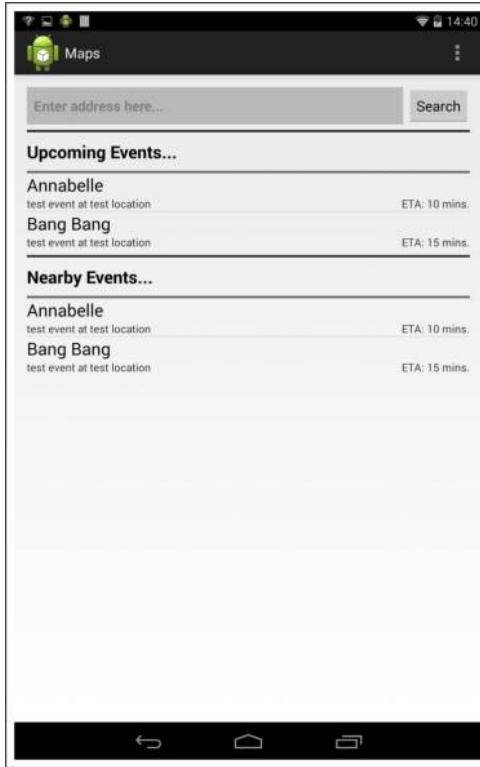 14:40
Maps
Enter address here...
Search
Upcoming Events...
Annabelle
test event at test location
ETA: 10 mins.
Bang Bang
test event at test location
ETA: 15 mins.
Nearby Events...
Annabelle
test event at test location
ETA: 10 mins.
Bang Bang
test event at test location
ETA: 15 mins.